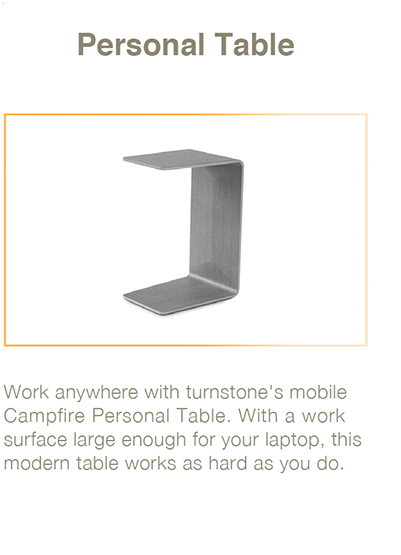 Personal Table
Work anywhere with turnstone's mobile
Campfire Personal Table. With a work
surface large enough for your laptop, this
modern table works as hard as you do.